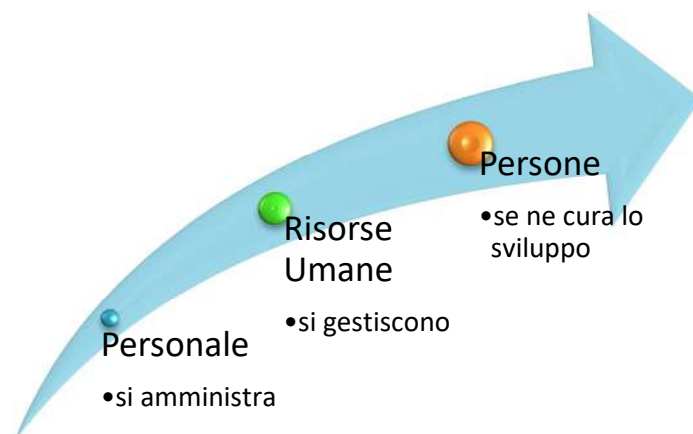 Personale
•si amministra
Risorse
Umane
•si gestiscono
Persone
•se ne cura lo
sviluppo